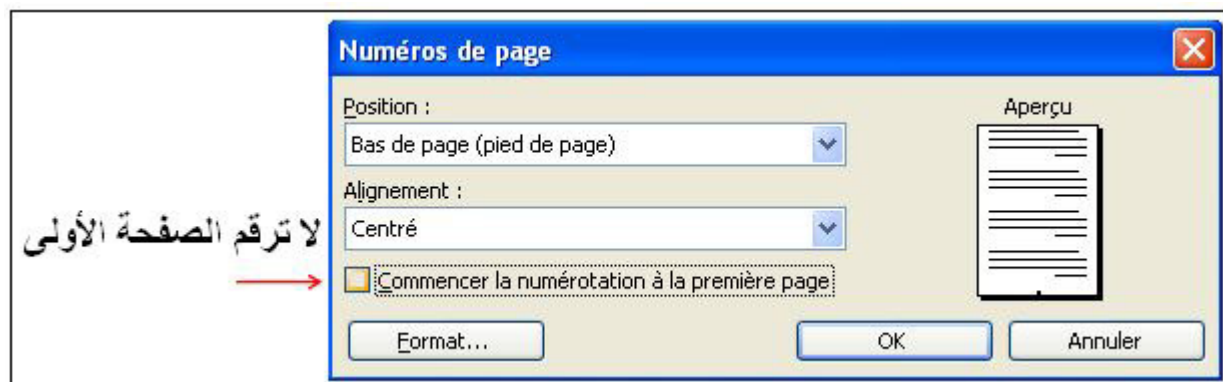 Numéros de page
Position :
Aperçu
Bas de page (pied de page)
Alignement :
Centré
لا ترقم الصفحة الأولى
Commencer la numérotation à la première page
Format...
OK
Annuler